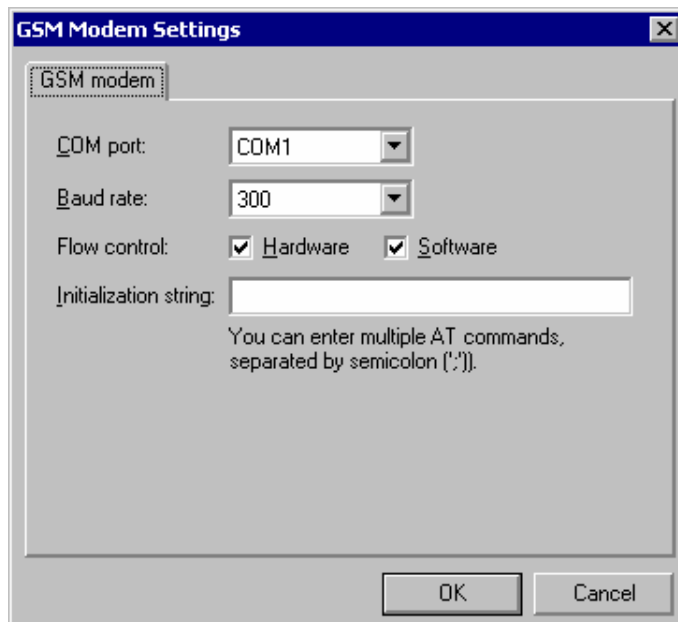 GSM Modem Settings
GSM modem
COM port: COM1
Baud rate: 300
Flow control: Hardware Software
Initialization string:
You can enter multiple AT commands,
separated by semicolon (';')).
OK Cancel